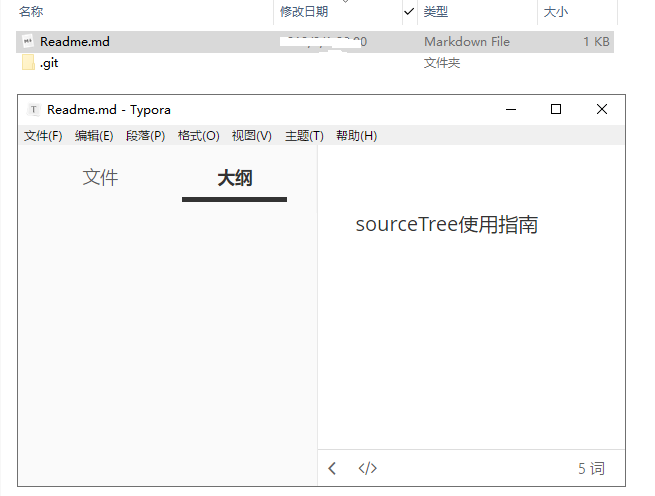 名称 修改日期 类型 大小
Readme.md Markdown File 1 KB
.git 文件夹
T Readme.md - Typora
文件(F) 编辑(E) 段落(P) 格式(O) 视图(V) 主题(T) 帮助(H)
文件 大纲
sourceTree使用指南
</> 5 词